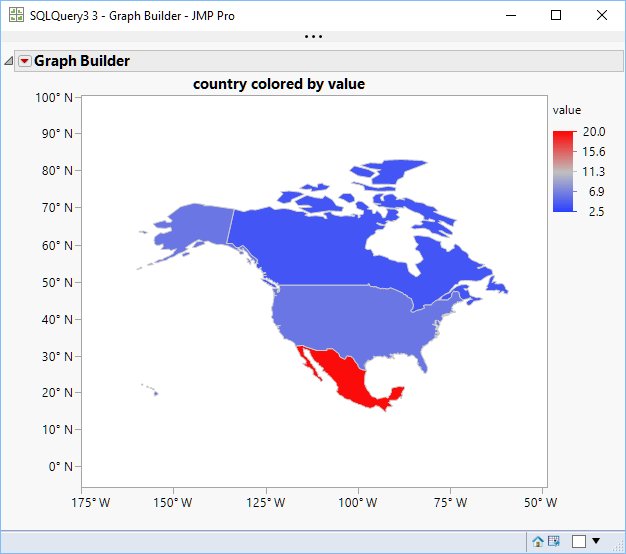 SQLQuery3 3 - Graph Builder - JMP Pro
Graph Builder
country colored by value
100° N
90° N
80° N
70° N
60° N
50° N
40° N
30° N
20° N
10° N
0° N
175° W
150° W
125° W
100° W
75° W
50° W
value
20.0
15.6
11.3
6.9
2.5